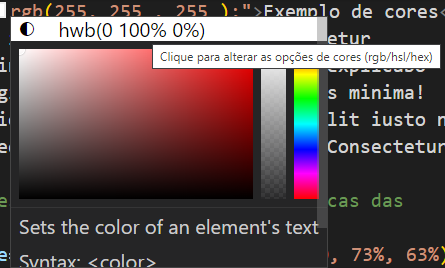 rgb(255, 255 , 255 );">Exemplo de cores<
hwb(0 100% 0%)
tetur
Clique para alterar as opções de cores (rgb/hsl/hex)
s minima!
lit iusto
Consectetur
cas das
Sets the color of an element's text
, 73%, 63%)
Syntax: <color>